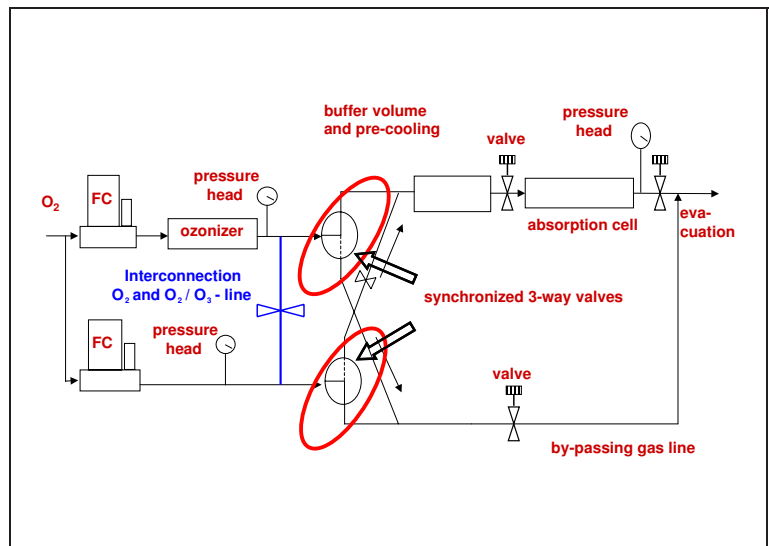 buffer volume
and pre-cooling
pressure
head
valve
pressure
head
O₂
FC
ozonizer
absorption cell
eva-
cuation
Interconnection
O₂ and O₂ / O₃ - line
synchronized 3-way valves
FC
pressure
head
valve
by-passing gas line